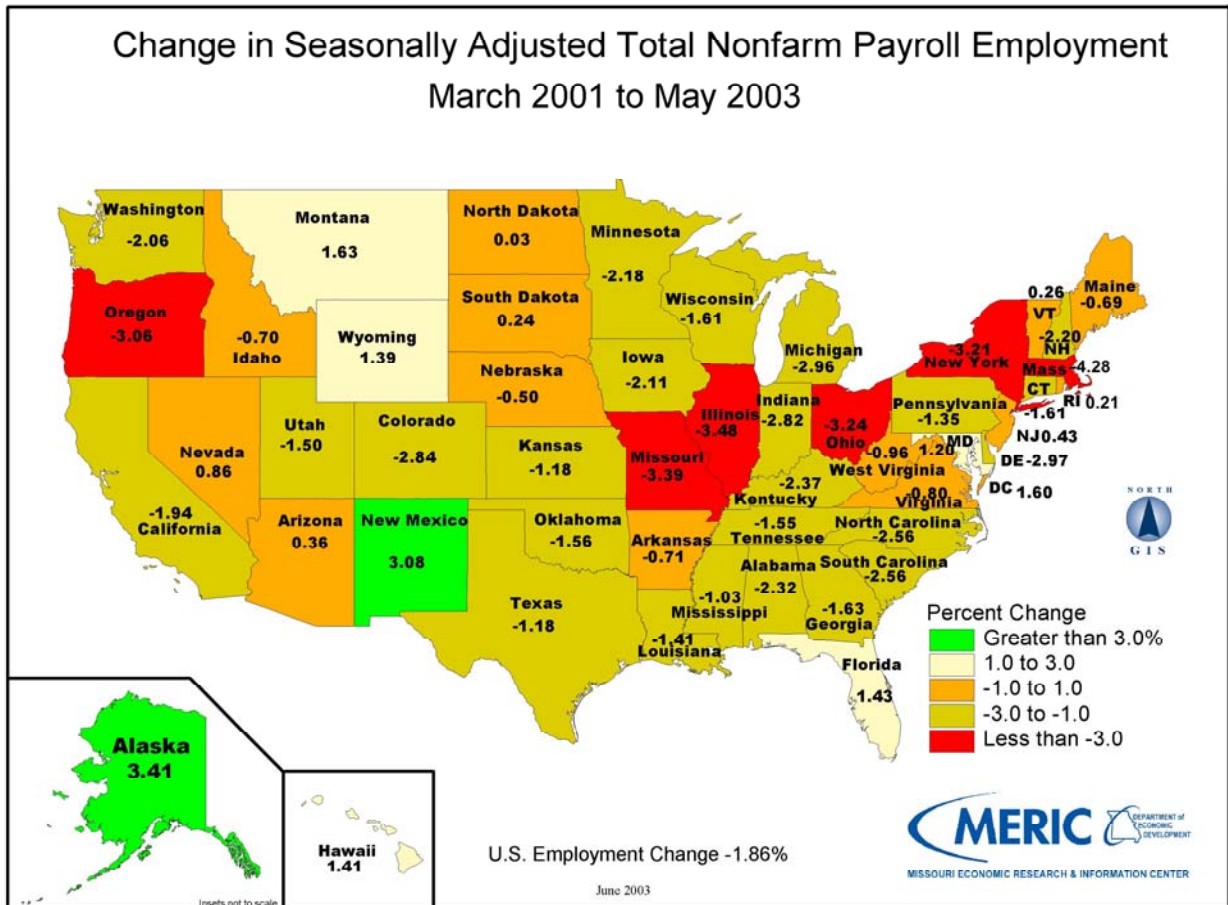 Change in Seasonally Adjusted Total Nonfarm Payroll Employment
March 2001 to May 2003
Washington
-2.06
Oregon
-3.06
-1.94
California
Nevada
0.86
-0.70
Idaho
Montana
1.63
Wyoming
1.39
Utah
-1.50
Colorado
-2.84
Arizona
0.36
New Mexico
3.08
North Dakota
0.03
South Dakota
0.24
Nebraska
-0.50
Kansas
-1.18
Oklahoma
-1.56
Texas
-1.18
Minnesota
-2.18
Iowa
-2.11
Missouri
-3.39
Arkansas
-0.71
-1.41
Louisiana
Wisconsin
-1.61
Illinois
-3.48
Michigan
-2.96
Indiana
-2.82
-3.24
Ohio
-2.37
Kentucky
-1.55
Tennessee
-1.03
Mississippi
Alabama
-2.32
-1.63
Georgia
Florida
1.43
South Carolina
-2.56
North Carolina
-2.56
-0.80
Virginia
-0.96
West Virginia
1.20
MD
Pennsylvania
-1.35
-3.21
New York
0.26
VT
-2.20
NH
Maine
-0.69
Mass
-4.28
CT
-1.61
RI 0.21
NJ 0.43
DE -2.97
DC 1.60
NORTH
GIS
Percent Change
Greater than 3.0%
1.0 to 3.0
-1.0 to 1.0
-3.0 to -1.0
Less than -3.0
Alaska
3.41
Insets not to scale
Hawaii
1.41
U.S. Employment Change -1.86%
June 2003
MERIC
DEPARTMENT of
ECONOMIC
DEVELOPMENT
MISSOURI ECONOMIC RESEARCH & INFORMATION CENTER